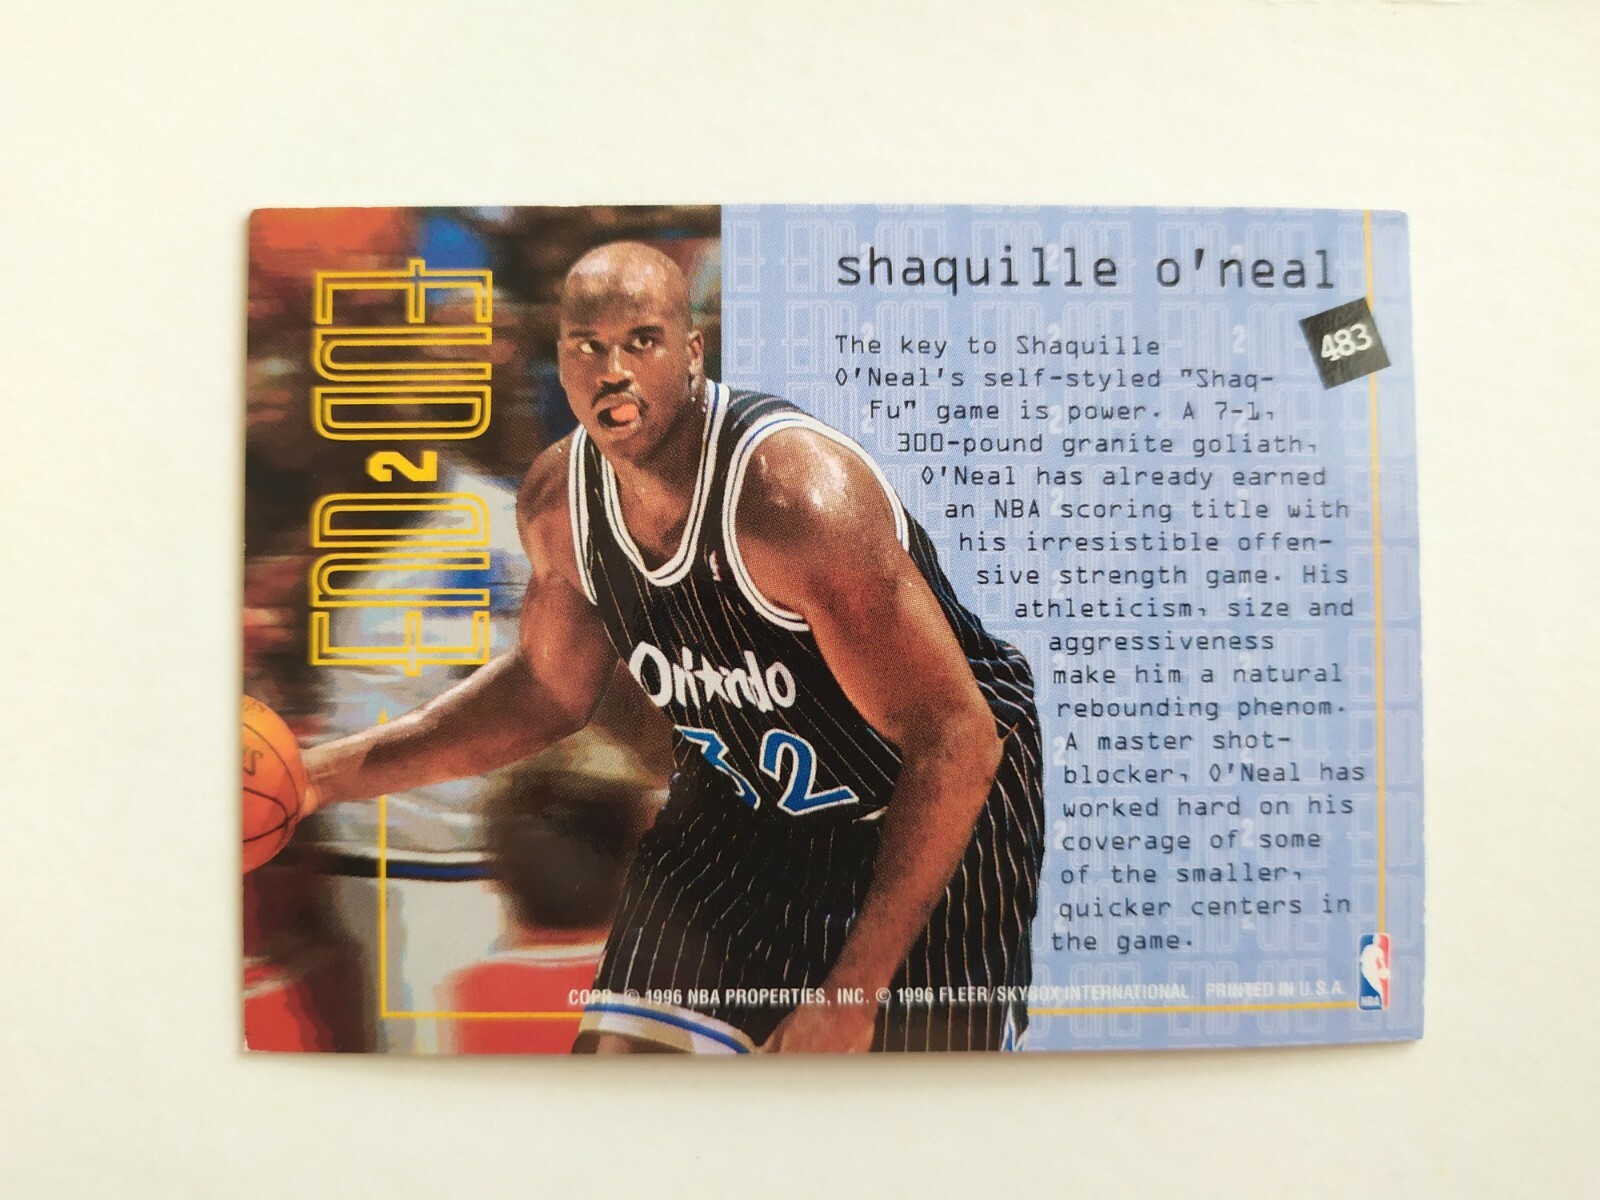 END 2 END
shaquille o'neal
483
The key to Shaquille
O'Neal's self-styled "Shaq-
Fu" game is power. A 7-1,
300-pound granite goliath,
O'Neal has already earned
an NBA scoring title with
his irresistible offen-
sive strength game. His
athleticism, size and
aggressiveness
make him a natural
rebounding phenom.
A master shot-
blocker, O'Neal has
worked hard on his
coverage of some
of the smaller,
quicker centers in
the game.
Orlando
32
COPR. © 1996 NBA PROPERTIES, INC. © 1996 FLEER/SKYBOX INTERNATIONAL PRINTED IN U.S.A.
NBA